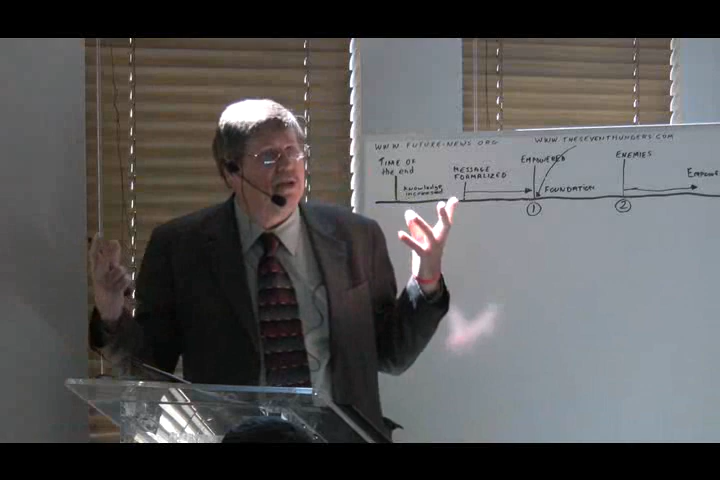 WWW.FUTURE-NEWS.ORG
WWW.THESEVENTHUNDERS.COM
TIME OF
the end
Knowledge
increased
MESSAGE
FORMALIZED
EMPOWERED
FOUNDATION
1
ENEMIES
2